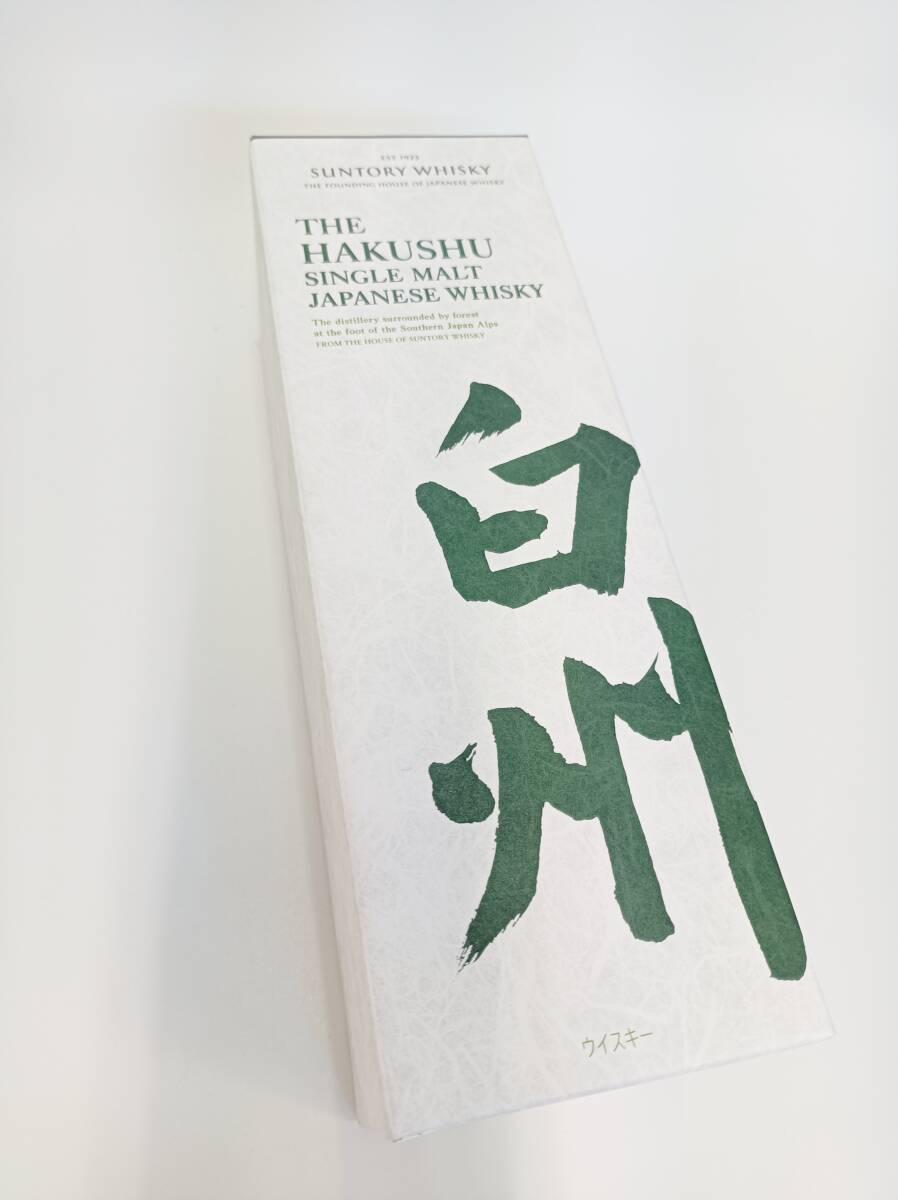 EST. 1923
SUNTORY WHISKY
THE FOUNDING HOUSE OF JAPANESE WHISKY
THE
HAKUSHU
SINGLE MALT
JAPANESE WHISKY
The distillery surrounded by forest
at the foot of the Southern Japan Alps
FROM THE HOUSE OF SUNTORY WHISKY
白州
ウイスキー